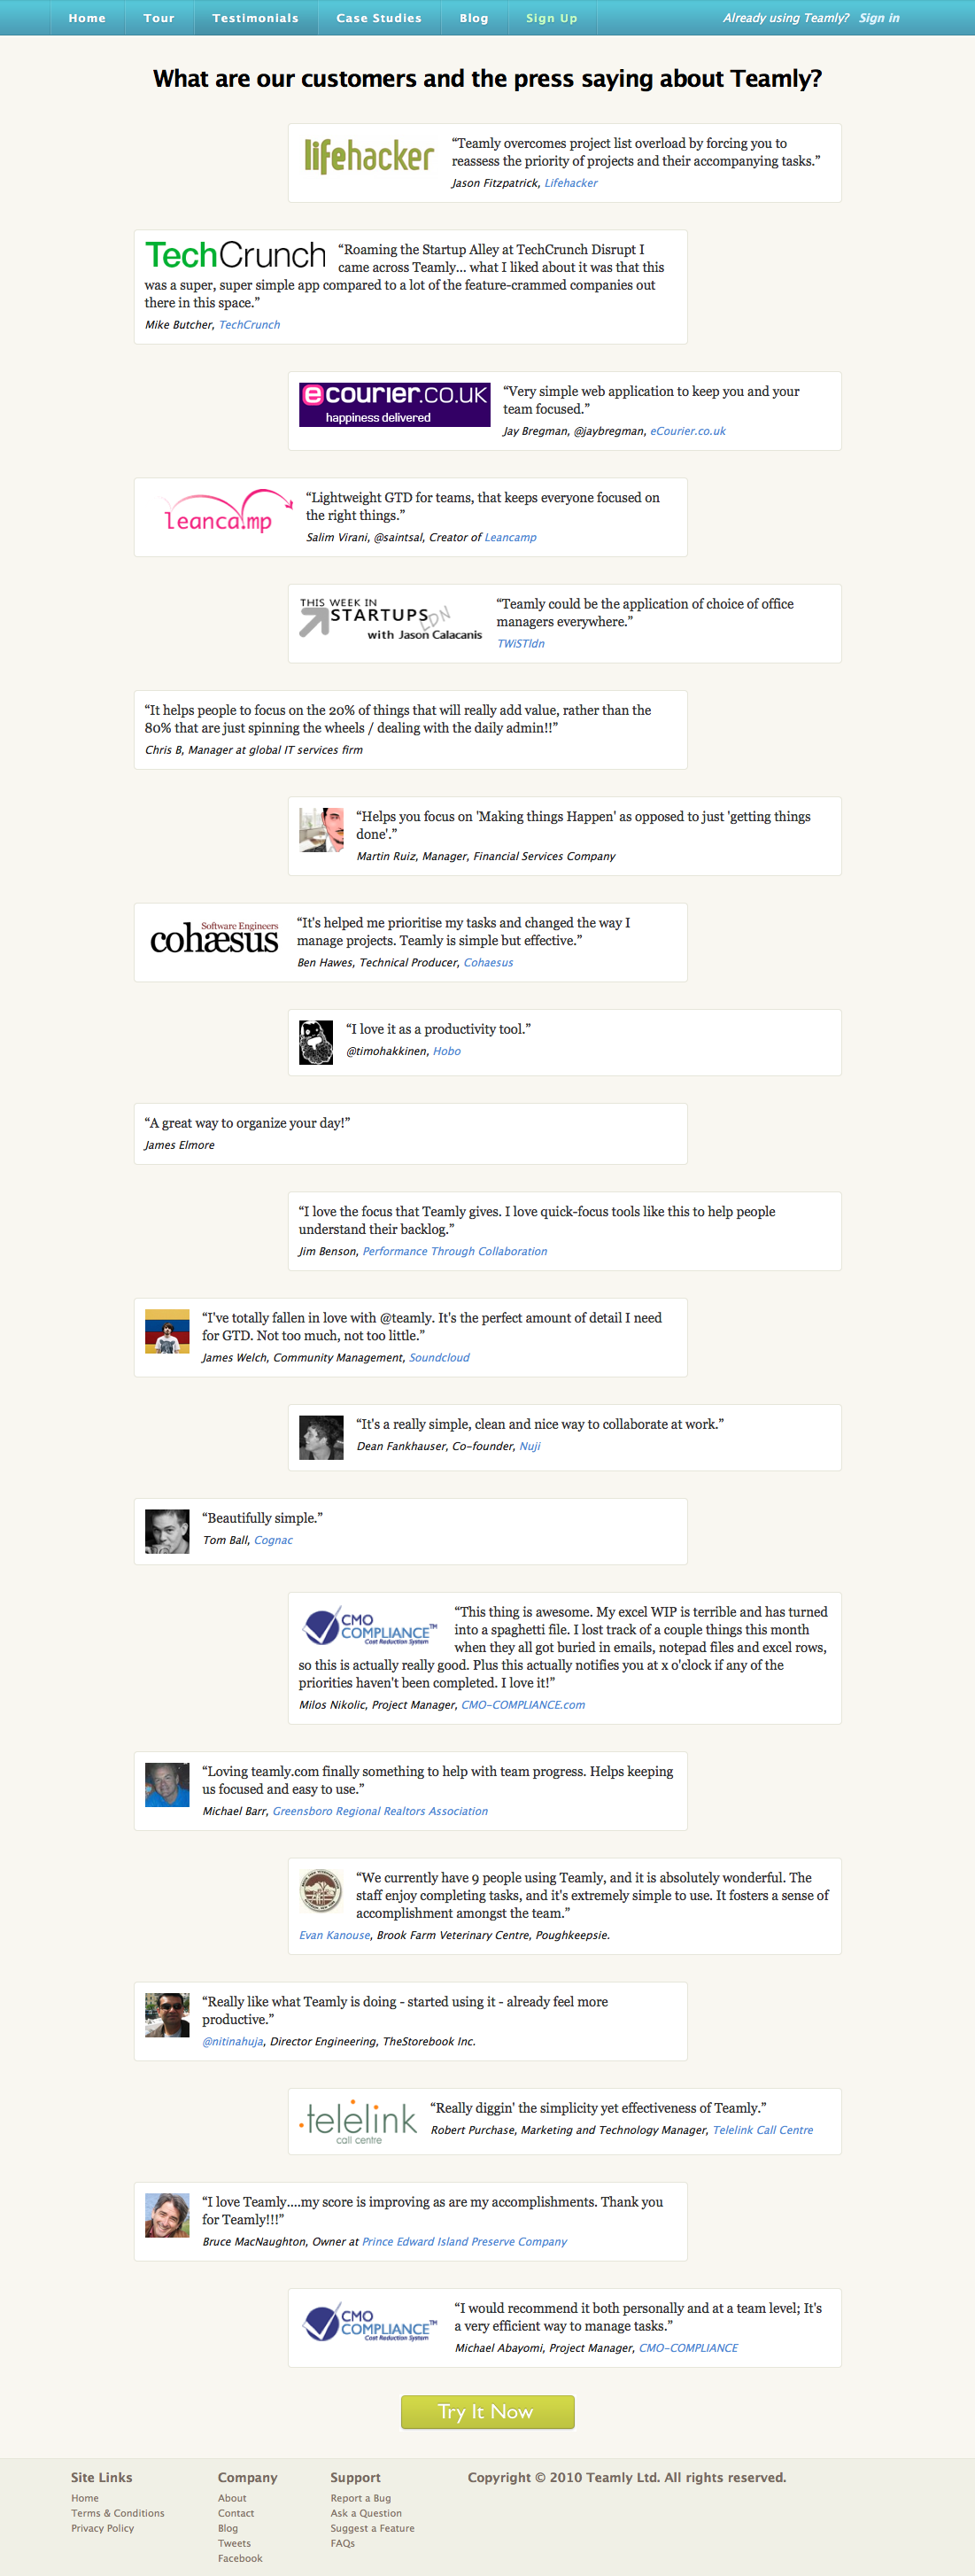 Home Tour Testimonials Case Studies Blog Sign Up Already using Teamly? Sign in
What are our customers and the press saying about Teamly?
lifehacker
“Teamly overcomes project list overload by forcing you to
reassess the priority of projects and their accompanying tasks.”
Jason Fitzpatrick, Lifehacker
TechCrunch
“Roaming the Startup Alley at TechCrunch Disrupt I
came across Teamly... what I liked about it was that this
was a super, super simple app compared to a lot of the feature-crammed companies out
there in this space.”
Mike Butcher, TechCrunch
ecourier.co.uk
happiness delivered
“Very simple web application to keep you and your
team focused.”
Jay Bregman, @jaybregman, eCourier.co.uk
leanca.mp
“Lightweight GTD for teams, that keeps everyone focused on
the right things.”
Salim Virani, @saintsal, Creator of Leancamp
THIS WEEK IN
STARTUPS LDN
with Jason Calacanis
“Teamly could be the application of choice of office
managers everywhere.”
TWiSTldn
“It helps people to focus on the 20% of things that will really add value, rather than the
80% that are just spinning the wheels / dealing with the daily admin!!”
Chris B, Manager at global IT services firm
“Helps you focus on 'Making things Happen' as opposed to just 'getting things
done'.”
Martin Ruiz, Manager, Financial Services Company
Software Engineers
cohæsus
“It's helped me prioritise my tasks and changed the way I
manage projects. Teamly is simple but effective.”
Ben Hawes, Technical Producer, Cohaesus
“I love it as a productivity tool.”
@timohakkinen, Hobo
“A great way to organize your day!”
James Elmore
“I love the focus that Teamly gives. I love quick-focus tools like this to help people
understand their backlog.”
Jim Benson, Performance Through Collaboration
“I've totally fallen in love with @teamly. It's the perfect amount of detail I need
for GTD. Not too much, not too little.”
James Welch, Community Management, Soundcloud
“It's a really simple, clean and nice way to collaborate at work.”
Dean Fankhauser, Co-founder, Nuji
“Beautifully simple.”
Tom Ball, Cognac
CMO
COMPLIANCE™
Cost Reduction System
“This thing is awesome. My excel WIP is terrible and has turned
into a spaghetti file. I lost track of a couple things this month
when they all got buried in emails, notepad files and excel rows,
so this is actually really good. Plus this actually notifies you at x o'clock if any of the
priorities haven't been completed. I love it!”
Milos Nikolic, Project Manager, CMO-COMPLIANCE.com
“Loving teamly.com finally something to help with team progress. Helps keeping
us focused and easy to use.”
Michael Barr, Greensboro Regional Realtors Association
“We currently have 9 people using Teamly, and it is absolutely wonderful. The
staff enjoy completing tasks, and it's extremely simple to use. It fosters a sense of
accomplishment amongst the team.”
Evan Kanouse, Brook Farm Veterinary Centre, Poughkeepsie.
“Really like what Teamly is doing - started using it - already feel more
productive.”
@nitinahuja, Director Engineering, TheStorebook Inc.
telelink
call centre
“Really diggin' the simplicity yet effectiveness of Teamly.”
Robert Purchase, Marketing and Technology Manager, Telelink Call Centre
“I love Teamly....my score is improving as are my accomplishments. Thank you
for Teamly!!!”
Bruce MacNaughton, Owner at Prince Edward Island Preserve Company
CMO
COMPLIANCE™
Cost Reduction System
“I would recommend it both personally and at a team level; It's
a very efficient way to manage tasks.”
Michael Abayomi, Project Manager, CMO-COMPLIANCE
Try It Now
Site Links
Home
Terms & Conditions
Privacy Policy
Company
About
Contact
Blog
Tweets
Facebook
Support
Report a Bug
Ask a Question
Suggest a Feature
FAQs
Copyright © 2010 Teamly Ltd. All rights reserved.